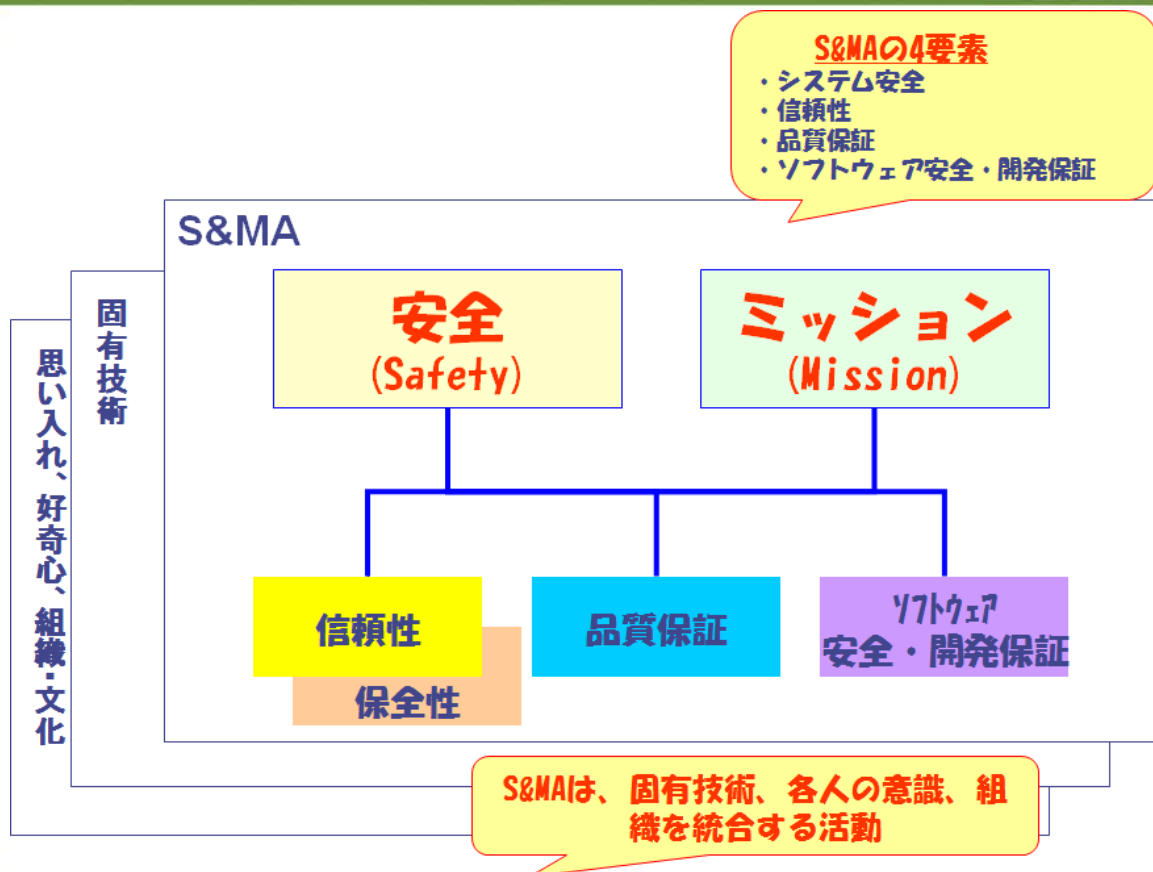 S&MAの4要素
・システム安全
・信頼性
・品質保証
・ソフトウェア安全・開発保証
S&MA
安全
(Safety)
ミッション
(Mission)
固有技術
思い入れ、好奇心、組織・文化
信頼性
保全性
品質保証
ソフトウェア
安全・開発保証
S&MAは、固有技術、各人の意識、組
織を統合する活動